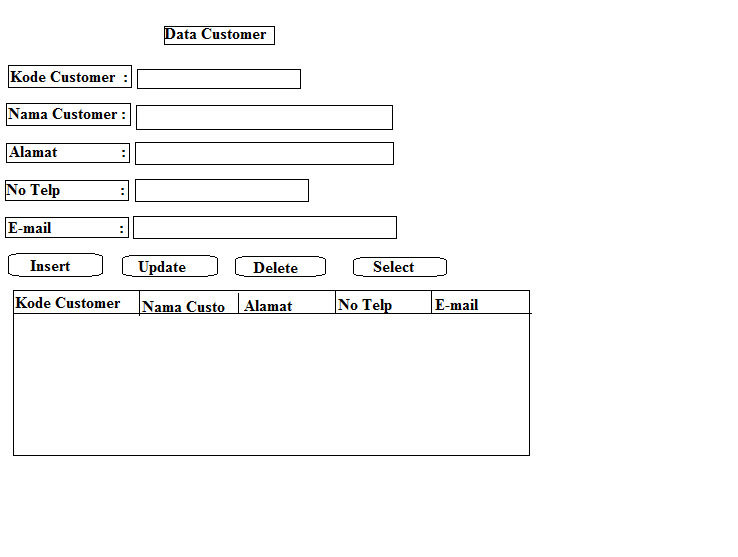 Data Customer
Kode Customer :
Nama Customer :
Alamat :
No Telp :
E-mail :
Insert Update Delete Select
Kode Customer Nama Custo Alamat No Telp E-mail